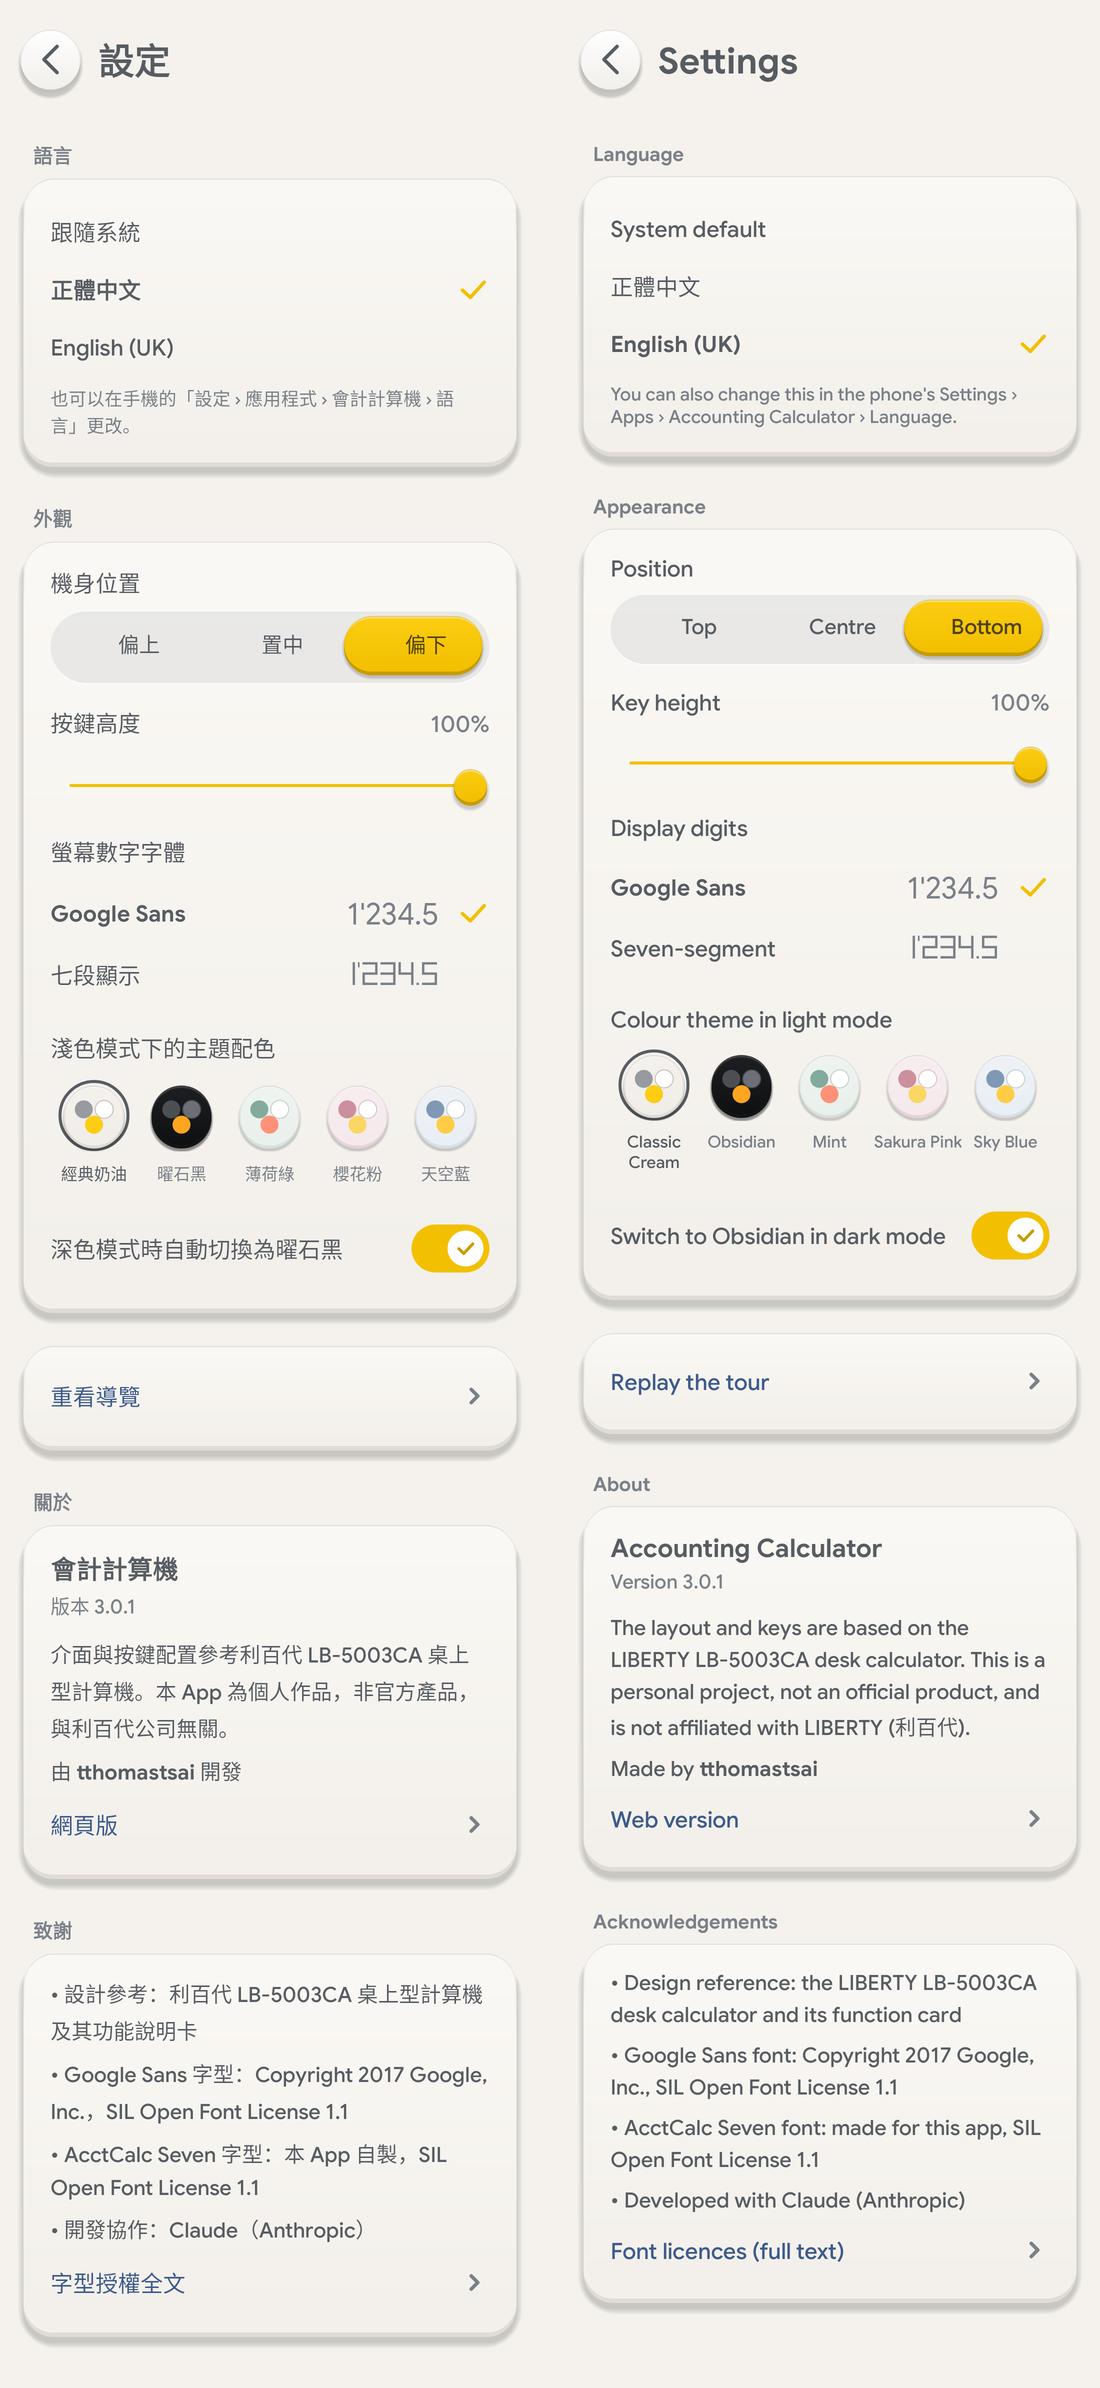 設定
語言
跟隨系統
正體中文
English (UK)
也可以在手機的「設定 › 應用程式 › 會計計算機 › 語
言」更改。
外觀
機身位置
偏上 置中 偏下
按鍵高度 100%
螢幕數字字體
Google Sans 1'234.5
七段顯示 1'234.5
淺色模式下的主題配色
經典奶油 曜石黑 薄荷綠 櫻花粉 天空藍
深色模式時自動切換為曜石黑
重看導覽
關於
會計計算機
版本 3.0.1
介面與按鍵配置參考利百代 LB-5003CA 桌上
型計算機。本 App 為個人作品，非官方產品，
與利百代公司無關。
由 tthomastsai 開發
網頁版
致謝
• 設計參考：利百代 LB-5003CA 桌上型計算機
及其功能說明卡
• Google Sans 字型：Copyright 2017 Google,
Inc.，SIL Open Font License 1.1
• AcctCalc Seven 字型：本 App 自製，SIL
Open Font License 1.1
• 開發協作：Claude（Anthropic）
字型授權全文
Settings
Language
System default
正體中文
English (UK)
You can also change this in the phone's Settings ›
Apps › Accounting Calculator › Language.
Appearance
Position
Top Centre Bottom
Key height 100%
Display digits
Google Sans 1'234.5
Seven-segment 1'234.5
Colour theme in light mode
Classic Obsidian Mint Sakura Pink Sky Blue
Cream
Switch to Obsidian in dark mode
Replay the tour
About
Accounting Calculator
Version 3.0.1
The layout and keys are based on the
LIBERTY LB-5003CA desk calculator. This is a
personal project, not an official product, and
is not affiliated with LIBERTY (利百代).
Made by tthomastsai
Web version
Acknowledgements
• Design reference: the LIBERTY LB-5003CA
desk calculator and its function card
• Google Sans font: Copyright 2017 Google,
Inc., SIL Open Font License 1.1
• AcctCalc Seven font: made for this app, SIL
Open Font License 1.1
• Developed with Claude (Anthropic)
Font licences (full text)